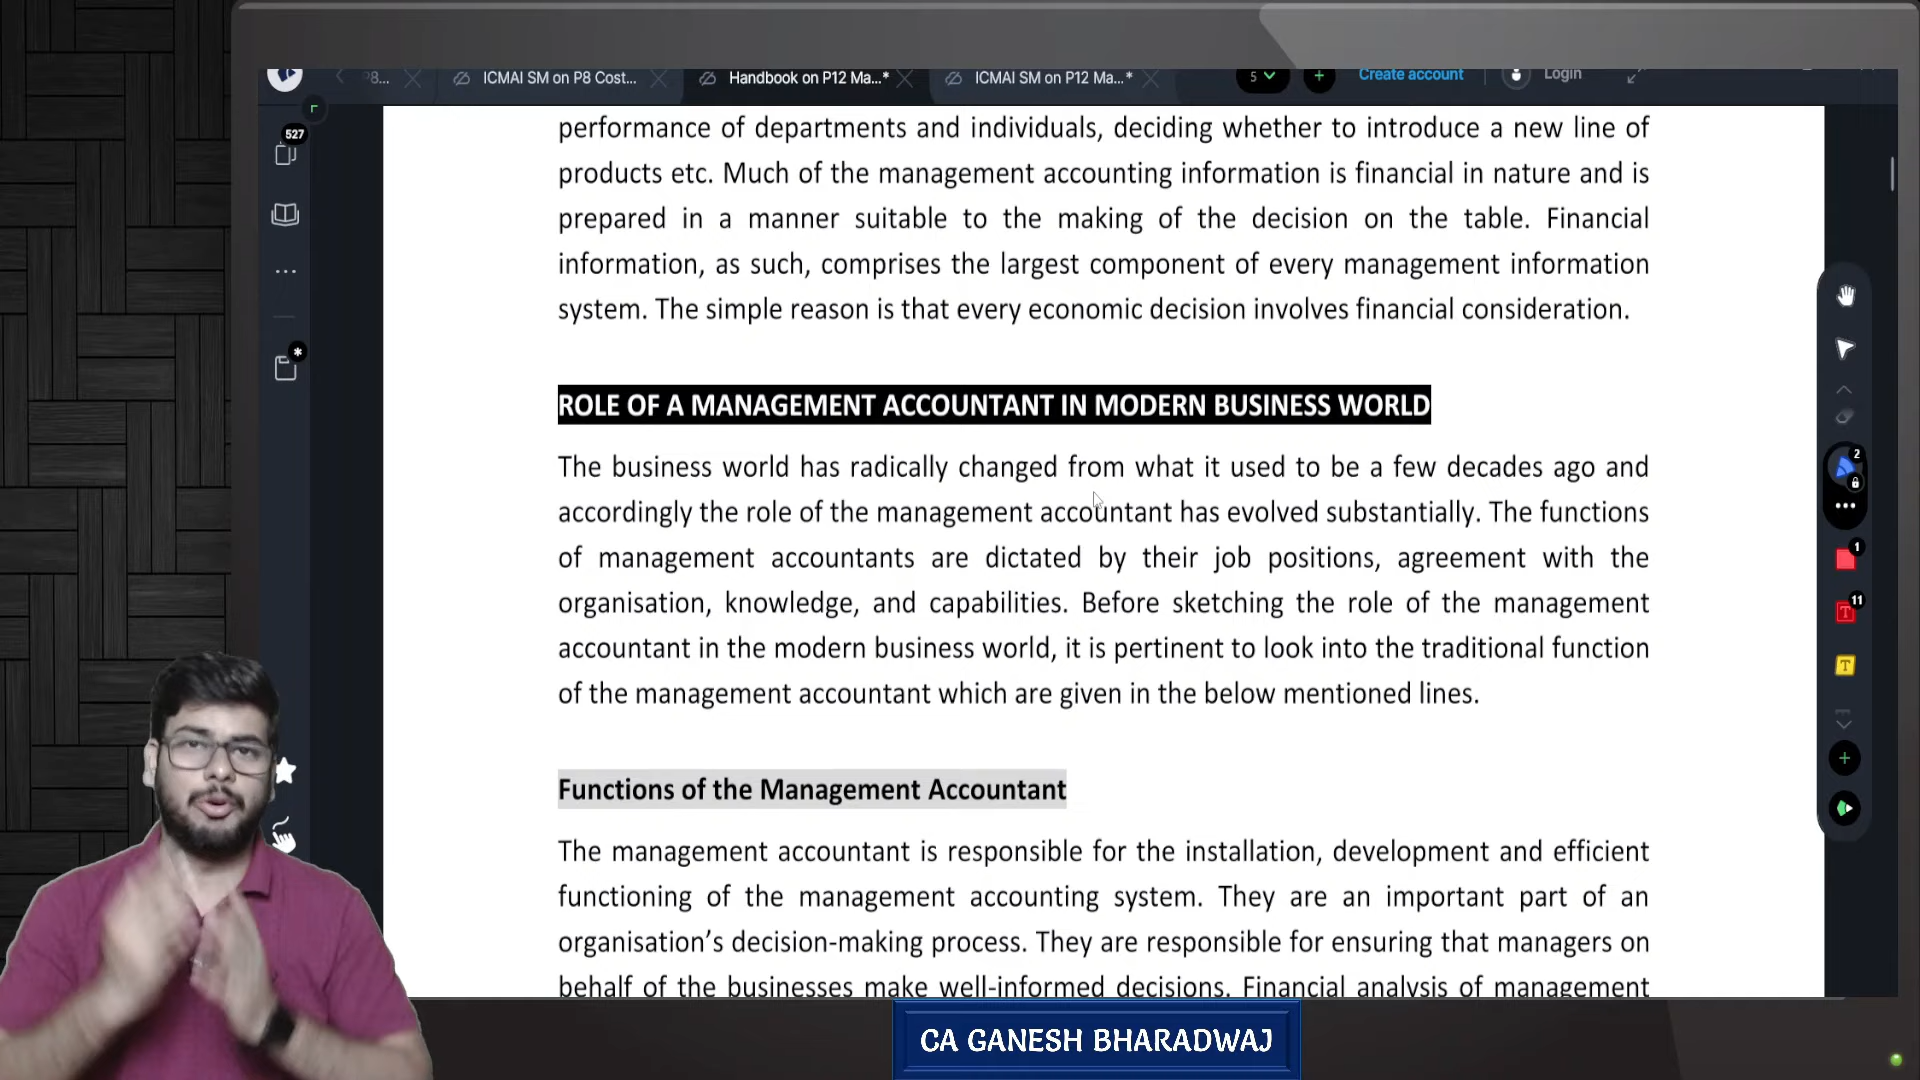 P8...
ICMAI SM on P8 Cost...
Handbook on P12 Ma...*
ICMAI SM on P12 Ma...*
5
Create account
Login
527
performance of departments and individuals, deciding whether to introduce a new line of
products etc. Much of the management accounting information is financial in nature and is
prepared in a manner suitable to the making of the decision on the table. Financial
information, as such, comprises the largest component of every management information
system. The simple reason is that every economic decision involves financial consideration.
ROLE OF A MANAGEMENT ACCOUNTANT IN MODERN BUSINESS WORLD
The business world has radically changed from what it used to be a few decades ago and
accordingly the role of the management accountant has evolved substantially. The functions
of management accountants are dictated by their job positions, agreement with the
organisation, knowledge, and capabilities. Before sketching the role of the management
accountant in the modern business world, it is pertinent to look into the traditional function
of the management accountant which are given in the below mentioned lines.
Functions of the Management Accountant
The management accountant is responsible for the installation, development and efficient
functioning of the management accounting system. They are an important part of an
organisation's decision-making process. They are responsible for ensuring that managers on
behalf of the businesses make well-informed decisions. Financial analysis of management
2
1
11
T
T
CA GANESH BHARADWAJ